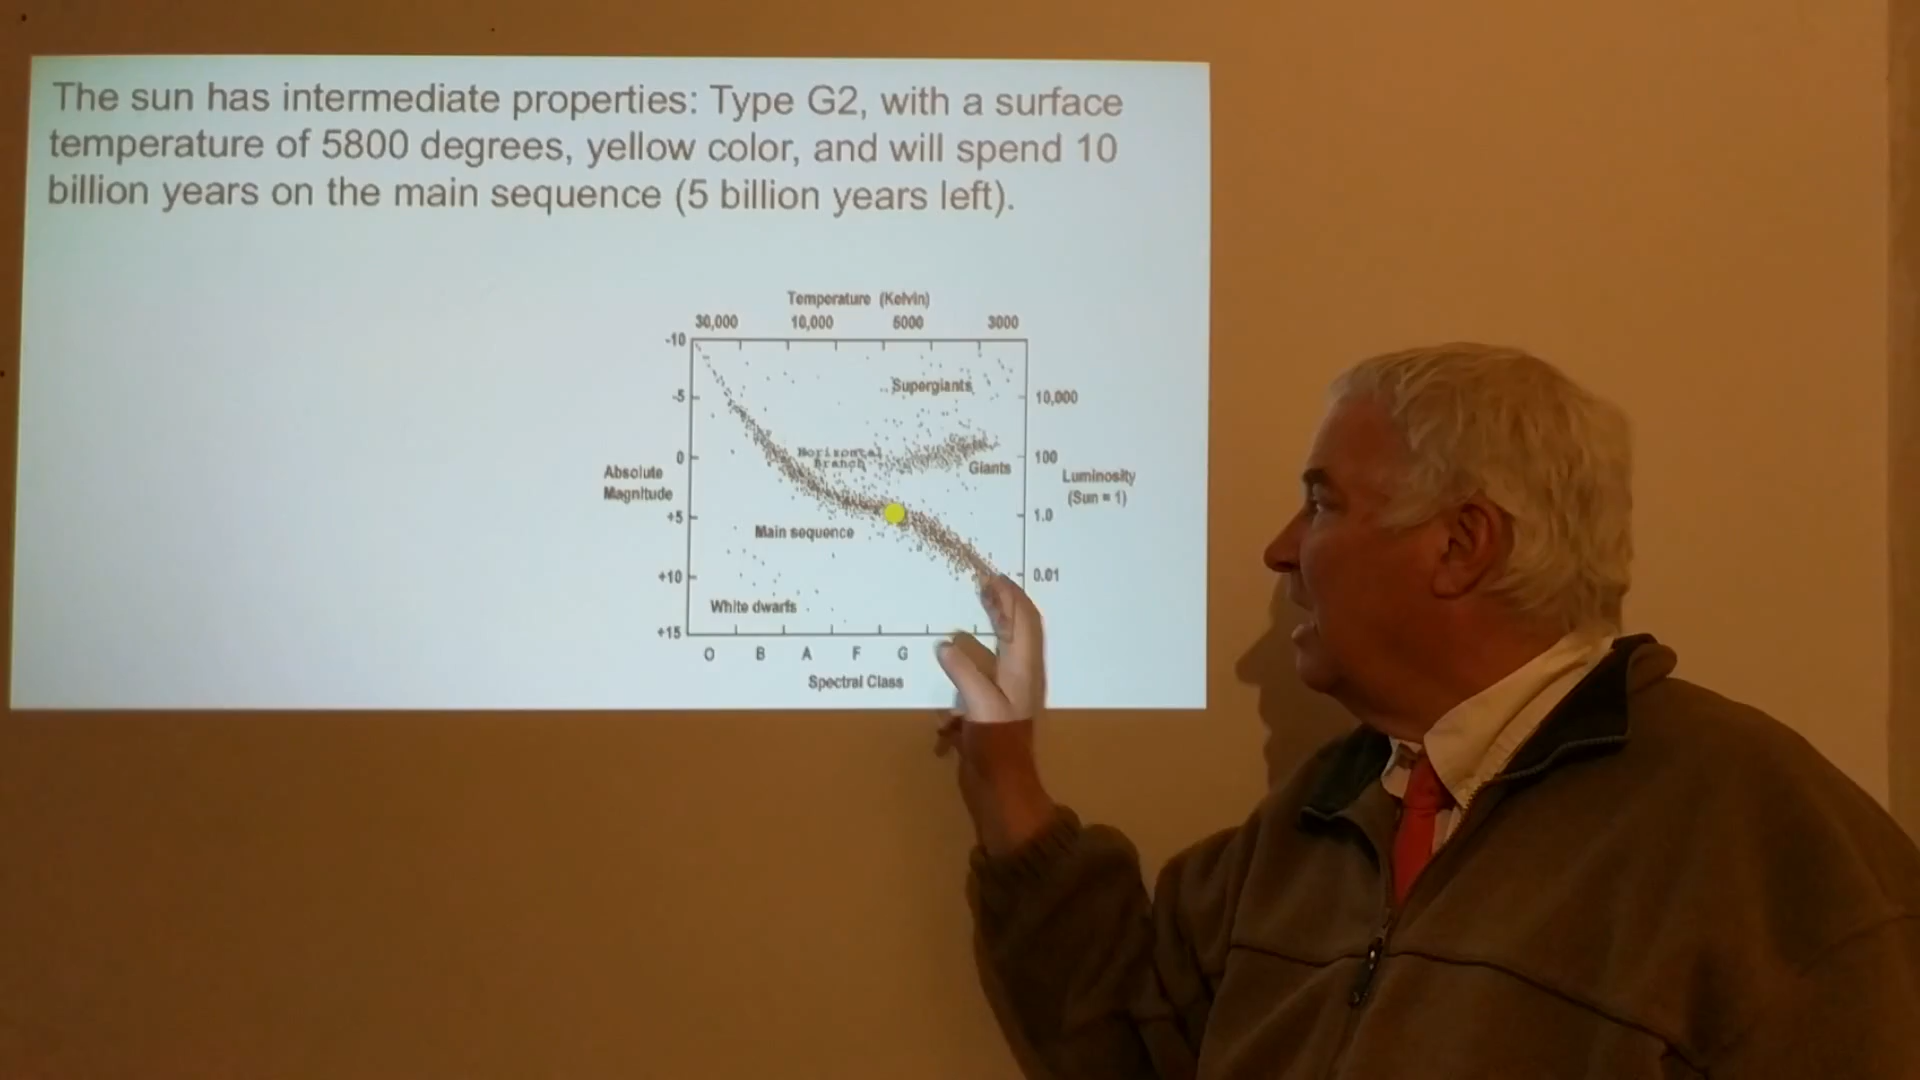 The sun has intermediate properties: Type G2, with a surface
temperature of 5800 degrees, yellow color, and will spend 10
billion years on the main sequence (5 billion years left).
Temperature (Kelvin)
30,000 10,000 6000 3000
-10
Supergiants
-5 10,000
Horizontal
Branch
0 100
Giants
Absolute
Magnitude
Luminosity
(Sun = 1)
+5 1.0
Main sequence
+10 0.01
White dwarfs
+15
O B A F G
Spectral Class